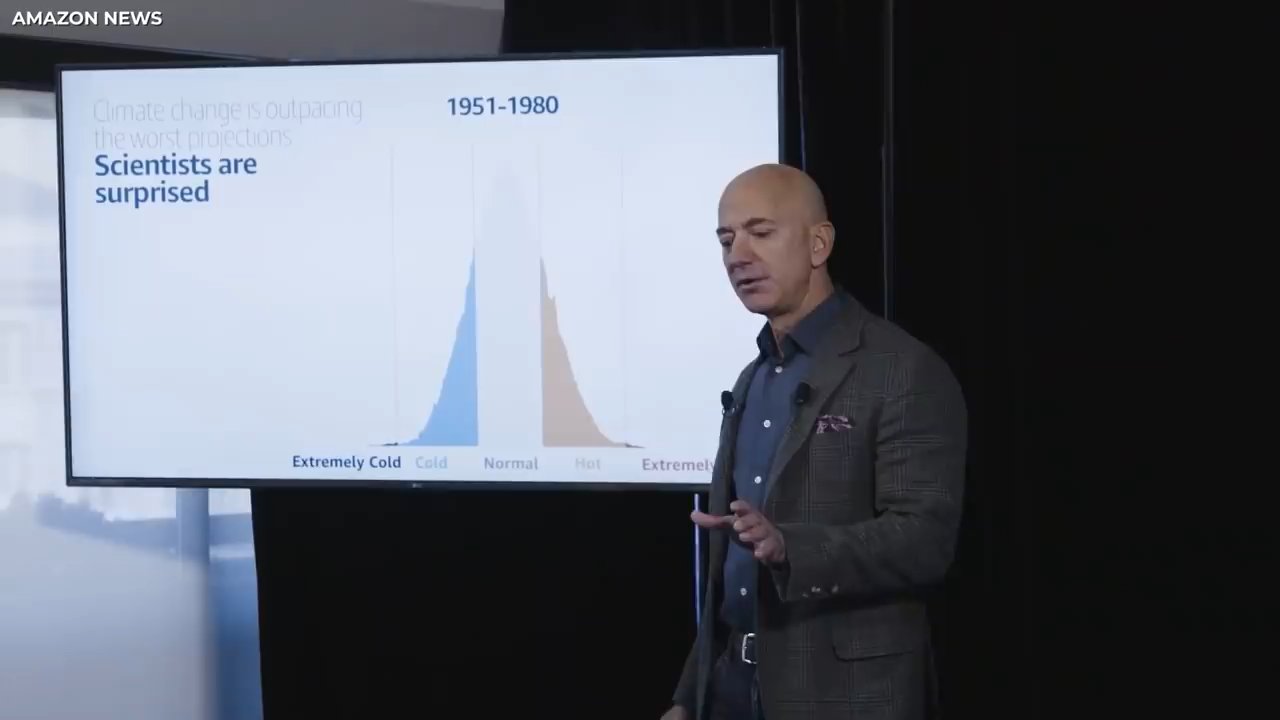 AMAZON NEWS
Climate change is outpacing
the worst projections
Scientists are
surprised
1951-1980
Extremely Cold
Cold
Normal
Hot
Extremely